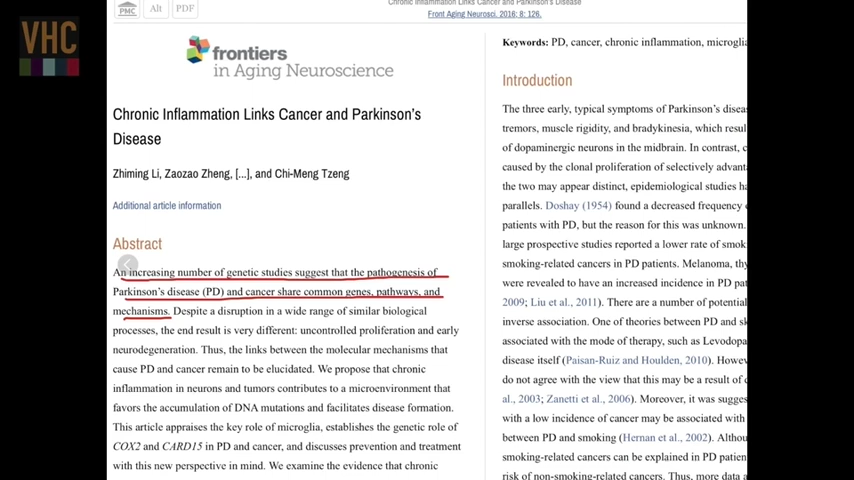 VHC
PMC
Alt
PDF
Chronic Inflammation Links Cancer and Parkinson's Disease
Front Aging Neurosci. 2016; 8: 126.
frontiers
in Aging Neuroscience
Chronic Inflammation Links Cancer and Parkinson's
Disease
Zhiming Li, Zaozao Zheng, [...], and Chi-Meng Tzeng
Additional article information
Abstract
An increasing number of genetic studies suggest that the pathogenesis of
Parkinson's disease (PD) and cancer share common genes, pathways, and
mechanisms. Despite a disruption in a wide range of similar biological
processes, the end result is very different: uncontrolled proliferation and early
neurodegeneration. Thus, the links between the molecular mechanisms that
cause PD and cancer remain to be elucidated. We propose that chronic
inflammation in neurons and tumors contributes to a microenvironment that
favors the accumulation of DNA mutations and facilitates disease formation.
This article appraises the key role of microglia, establishes the genetic role of
COX2 and CARD15 in PD and cancer, and discusses prevention and treatment
with this new perspective in mind. We examine the evidence that chronic
Keywords: PD, cancer, chronic inflammation, microglia
Introduction
The three early, typical symptoms of Parkinson's disea
tremors, muscle rigidity, and bradykinesia, which resul
of dopaminergic neurons in the midbrain. In contrast, c
caused by the clonal proliferation of selectively advant
the two may appear distinct, epidemiological studies ha
parallels. Doshay (1954) found a decreased frequency
patients with PD, but the reason for this was unknown.
large prospective studies reported a lower rate of smok
smoking-related cancers in PD patients. Melanoma, thy
were revealed to have an increased incidence in PD pat
2009; Liu et al., 2011). There are a number of potential
inverse association. One of theories between PD and sk
associated with the mode of therapy, such as Levodopa
disease itself (Paisan-Ruiz and Houlden, 2010). Howev
do not agree with the view that this may be a result of
al., 2003; Zanetti et al., 2006). Moreover, it was sugges
with a low incidence of cancer may be associated with
between PD and smoking (Hernan et al., 2002). Althou
smoking-related cancers can be explained in PD patien
risk of non-smoking-related cancers. Thus, more data a